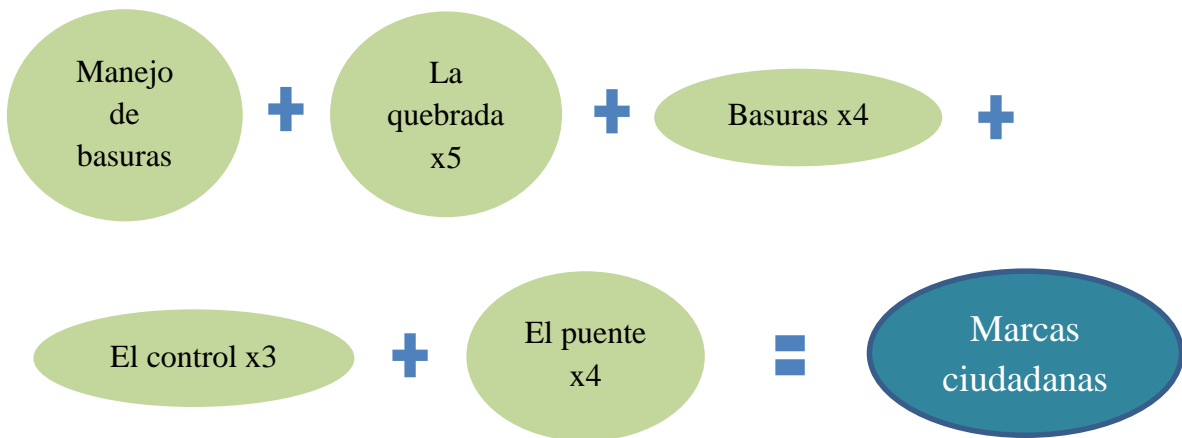 Manejo
de
basuras
+
La
quebrada
x5
+
Basuras x4
+
El control x3
+
El puente
x4
=
Marcas
ciudadanas